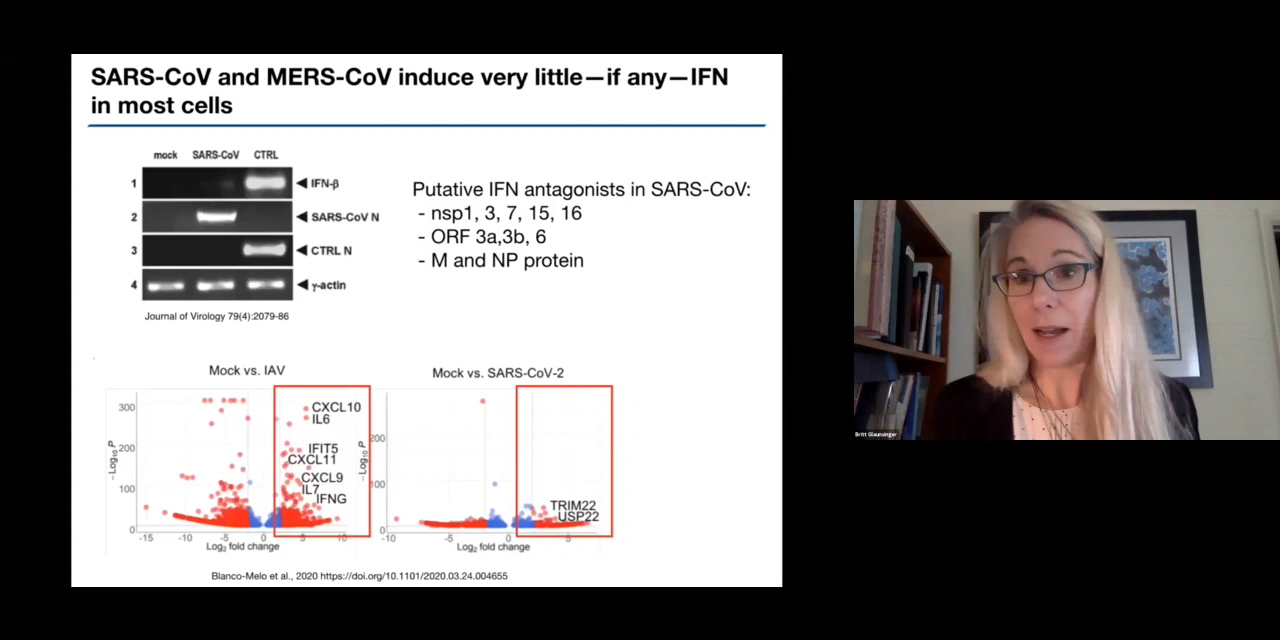 SARS-CoV and MERS-CoV induce very little—if any—IFN
in most cells
mock SARS-CoV CTRL
1 IFN-β
2 SARS-CoV N
3 CTRL N
4 γ-actin
Journal of Virology 79(4):2079-86
Putative IFN antagonists in SARS-CoV:
- nsp1, 3, 7, 15, 16
- ORF 3a,3b, 6
- M and NP protein
Mock vs. IAV
300
200
100
0
-Log10 P
CXCL10
IL6
IFIT5
CXCL11
CXCL9
IL7
IFNG
-15 -10 -5 0 5 10
Log2 fold change
Mock vs. SARS-CoV-2
200
100
0
-Log10 P
TRIM22
USP22
-10 -5 0 5
Log2 fold change
Blanco-Melo et al., 2020 https://doi.org/10.1101/2020.03.24.004655
Britt Glaunsinger